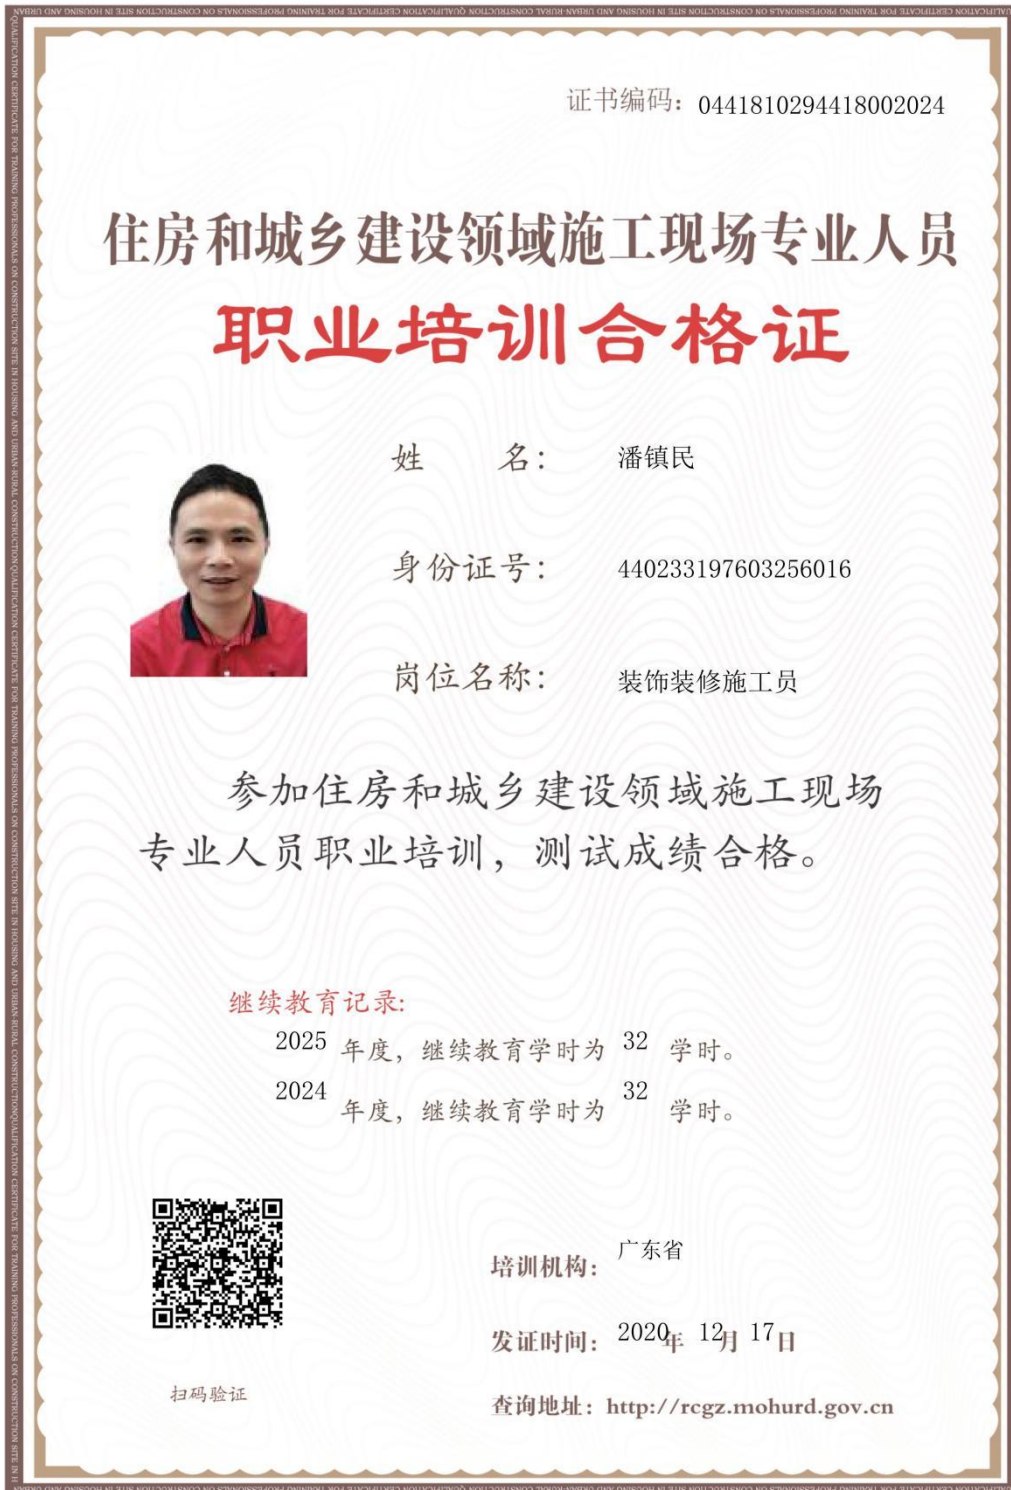 证书编码：0441810294418002024
住房和城乡建设领域施工现场专业人员
职业培训合格证
姓 名： 潘镇民
身份证号： 440233197603256016
岗位名称： 装饰装修施工员
参加住房和城乡建设领域施工现场
专业人员职业培训，测试成绩合格。
继续教育记录:
2025 年度，继续教育学时为 32 学时。
2024 年度，继续教育学时为 32 学时。
培训机构： 广东省
发证时间： 2020年 12月 17日
扫码验证
查询地址：http://rcgz.mohurd.gov.cn